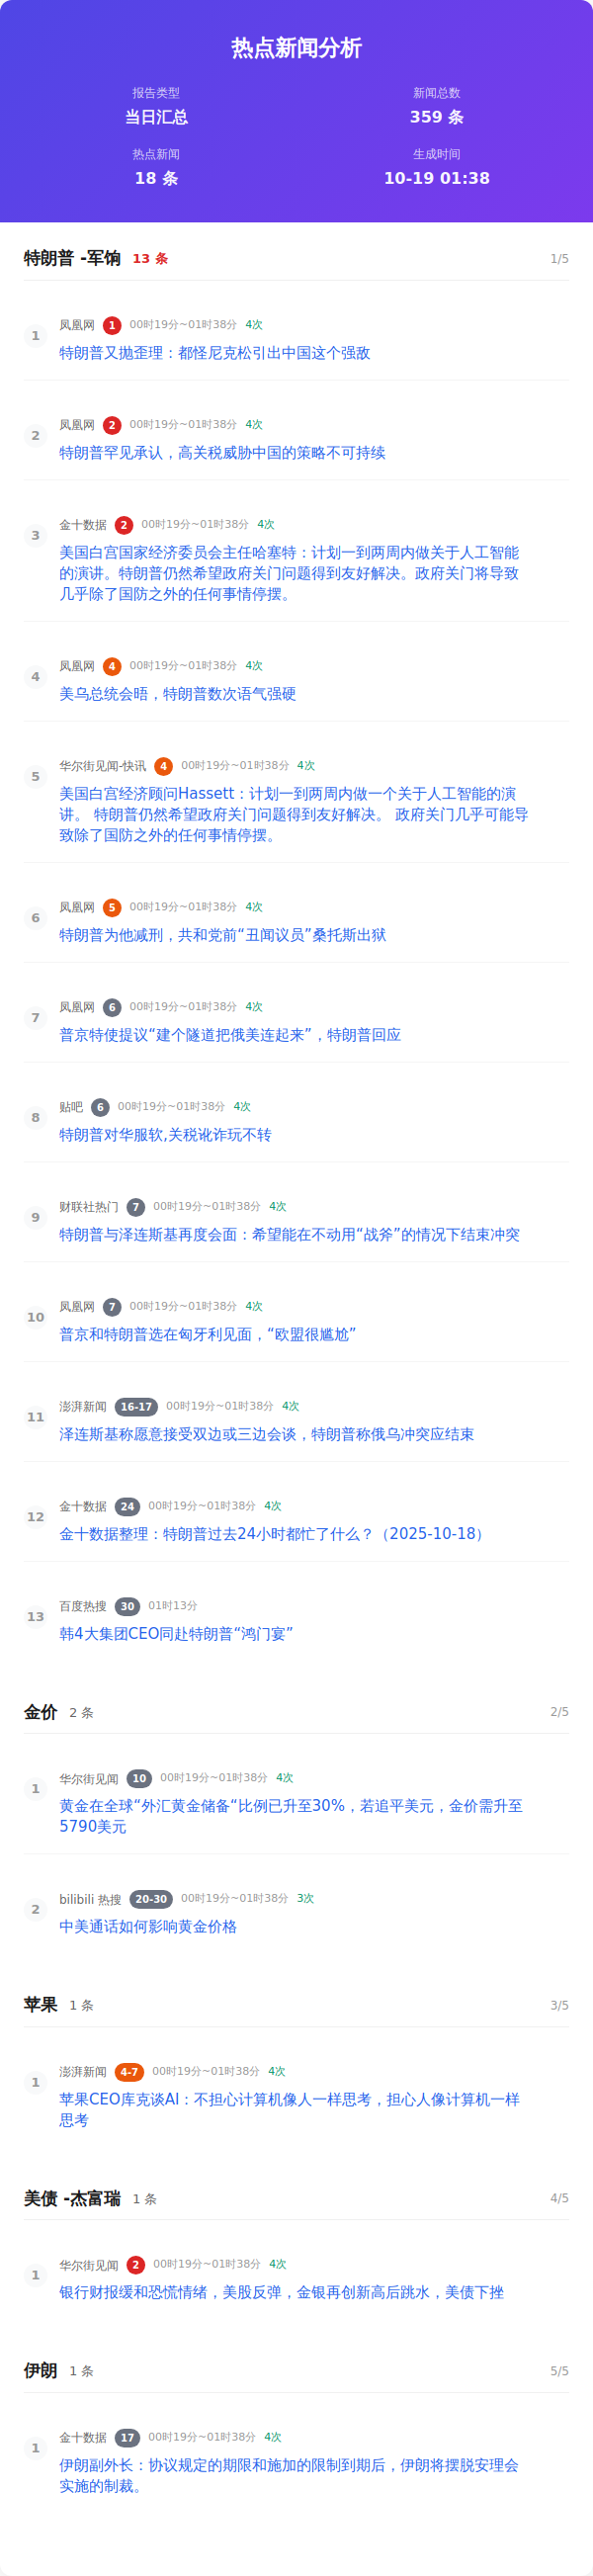 热点新闻分析
报告类型
新闻总数
当日汇总
359 条
热点新闻
生成时间
18 条
10-19 01:38
特朗普 -军饷 13 条 1/5
1
凤凰网 1 00时19分~01时38分 4次
特朗普又抛歪理：都怪尼克松引出中国这个强敌
2
凤凰网 2 00时19分~01时38分 4次
特朗普罕见承认，高关税威胁中国的策略不可持续
3
金十数据 2 00时19分~01时38分 4次
美国白宫国家经济委员会主任哈塞特：计划一到两周内做关于人工智能
的演讲。特朗普仍然希望政府关门问题得到友好解决。政府关门将导致
几乎除了国防之外的任何事情停摆。
4
凤凰网 4 00时19分~01时38分 4次
美乌总统会晤，特朗普数次语气强硬
5
华尔街见闻-快讯 4 00时19分~01时38分 4次
美国白宫经济顾问Hassett：计划一到两周内做一个关于人工智能的演
讲。 特朗普仍然希望政府关门问题得到友好解决。 政府关门几乎可能导
致除了国防之外的任何事情停摆。
6
凤凰网 5 00时19分~01时38分 4次
特朗普为他减刑，共和党前“丑闻议员”桑托斯出狱
7
凤凰网 6 00时19分~01时38分 4次
普京特使提议“建个隧道把俄美连起来”，特朗普回应
8
贴吧 6 00时19分~01时38分 4次
特朗普对华服软,关税讹诈玩不转
9
财联社热门 7 00时19分~01时38分 4次
特朗普与泽连斯基再度会面：希望能在不动用“战斧”的情况下结束冲突
10
凤凰网 7 00时19分~01时38分 4次
普京和特朗普选在匈牙利见面，“欧盟很尴尬”
11
澎湃新闻 16-17 00时19分~01时38分 4次
泽连斯基称愿意接受双边或三边会谈，特朗普称俄乌冲突应结束
12
金十数据 24 00时19分~01时38分 4次
金十数据整理：特朗普过去24小时都忙了什么？（2025-10-18）
13
百度热搜 30 01时13分
韩4大集团CEO同赴特朗普“鸿门宴”
金价 2 条 2/5
1
华尔街见闻 10 00时19分~01时38分 4次
黄金在全球“外汇黄金储备“比例已升至30%，若追平美元，金价需升至
5790美元
2
bilibili 热搜 20-30 00时19分~01时38分 3次
中美通话如何影响黄金价格
苹果 1 条 3/5
1
澎湃新闻 4-7 00时19分~01时38分 4次
苹果CEO库克谈AI：不担心计算机像人一样思考，担心人像计算机一样
思考
美债 -杰富瑞 1 条 4/5
1
华尔街见闻 2 00时19分~01时38分 4次
银行财报缓和恐慌情绪，美股反弹，金银再创新高后跳水，美债下挫
伊朗 1 条 5/5
1
金十数据 17 00时19分~01时38分 4次
伊朗副外长：协议规定的期限和施加的限制到期后，伊朗将摆脱安理会
实施的制裁。